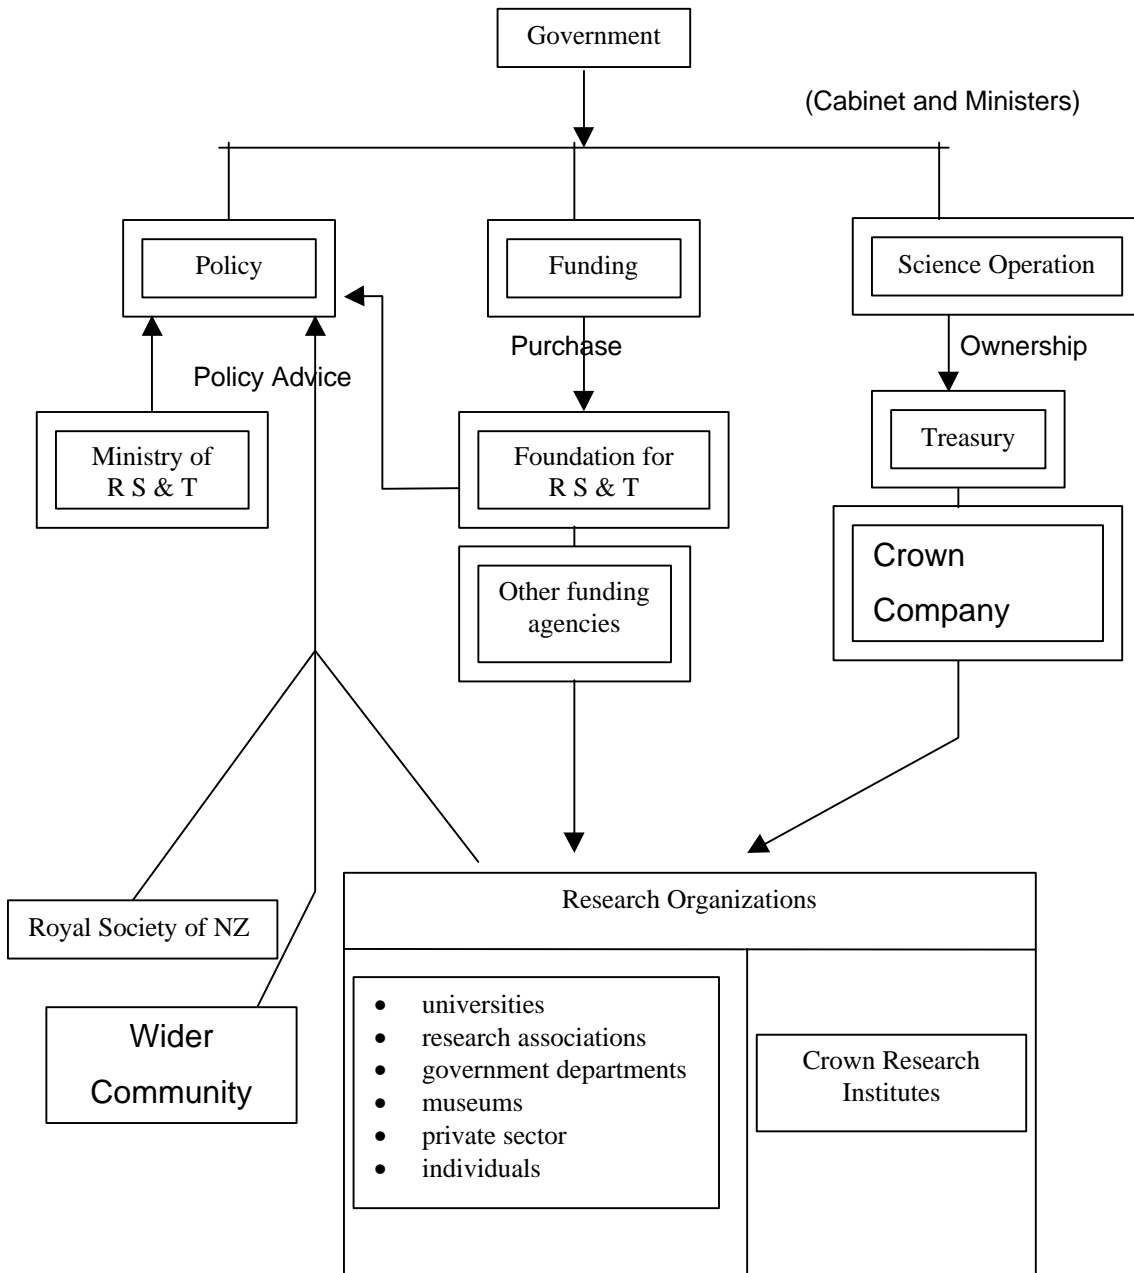 Government
(Cabinet and Ministers)
Policy
Funding
Science Operation
Purchase
Ownership
Policy Advice
Ministry of
R S & T
Foundation for
R S & T
Treasury
Other funding
agencies
Crown
Company
Royal Society of NZ
Wider
Community
Research Organizations
• universities
• research associations
• government departments
• museums
• private sector
• individuals
Crown Research
Institutes